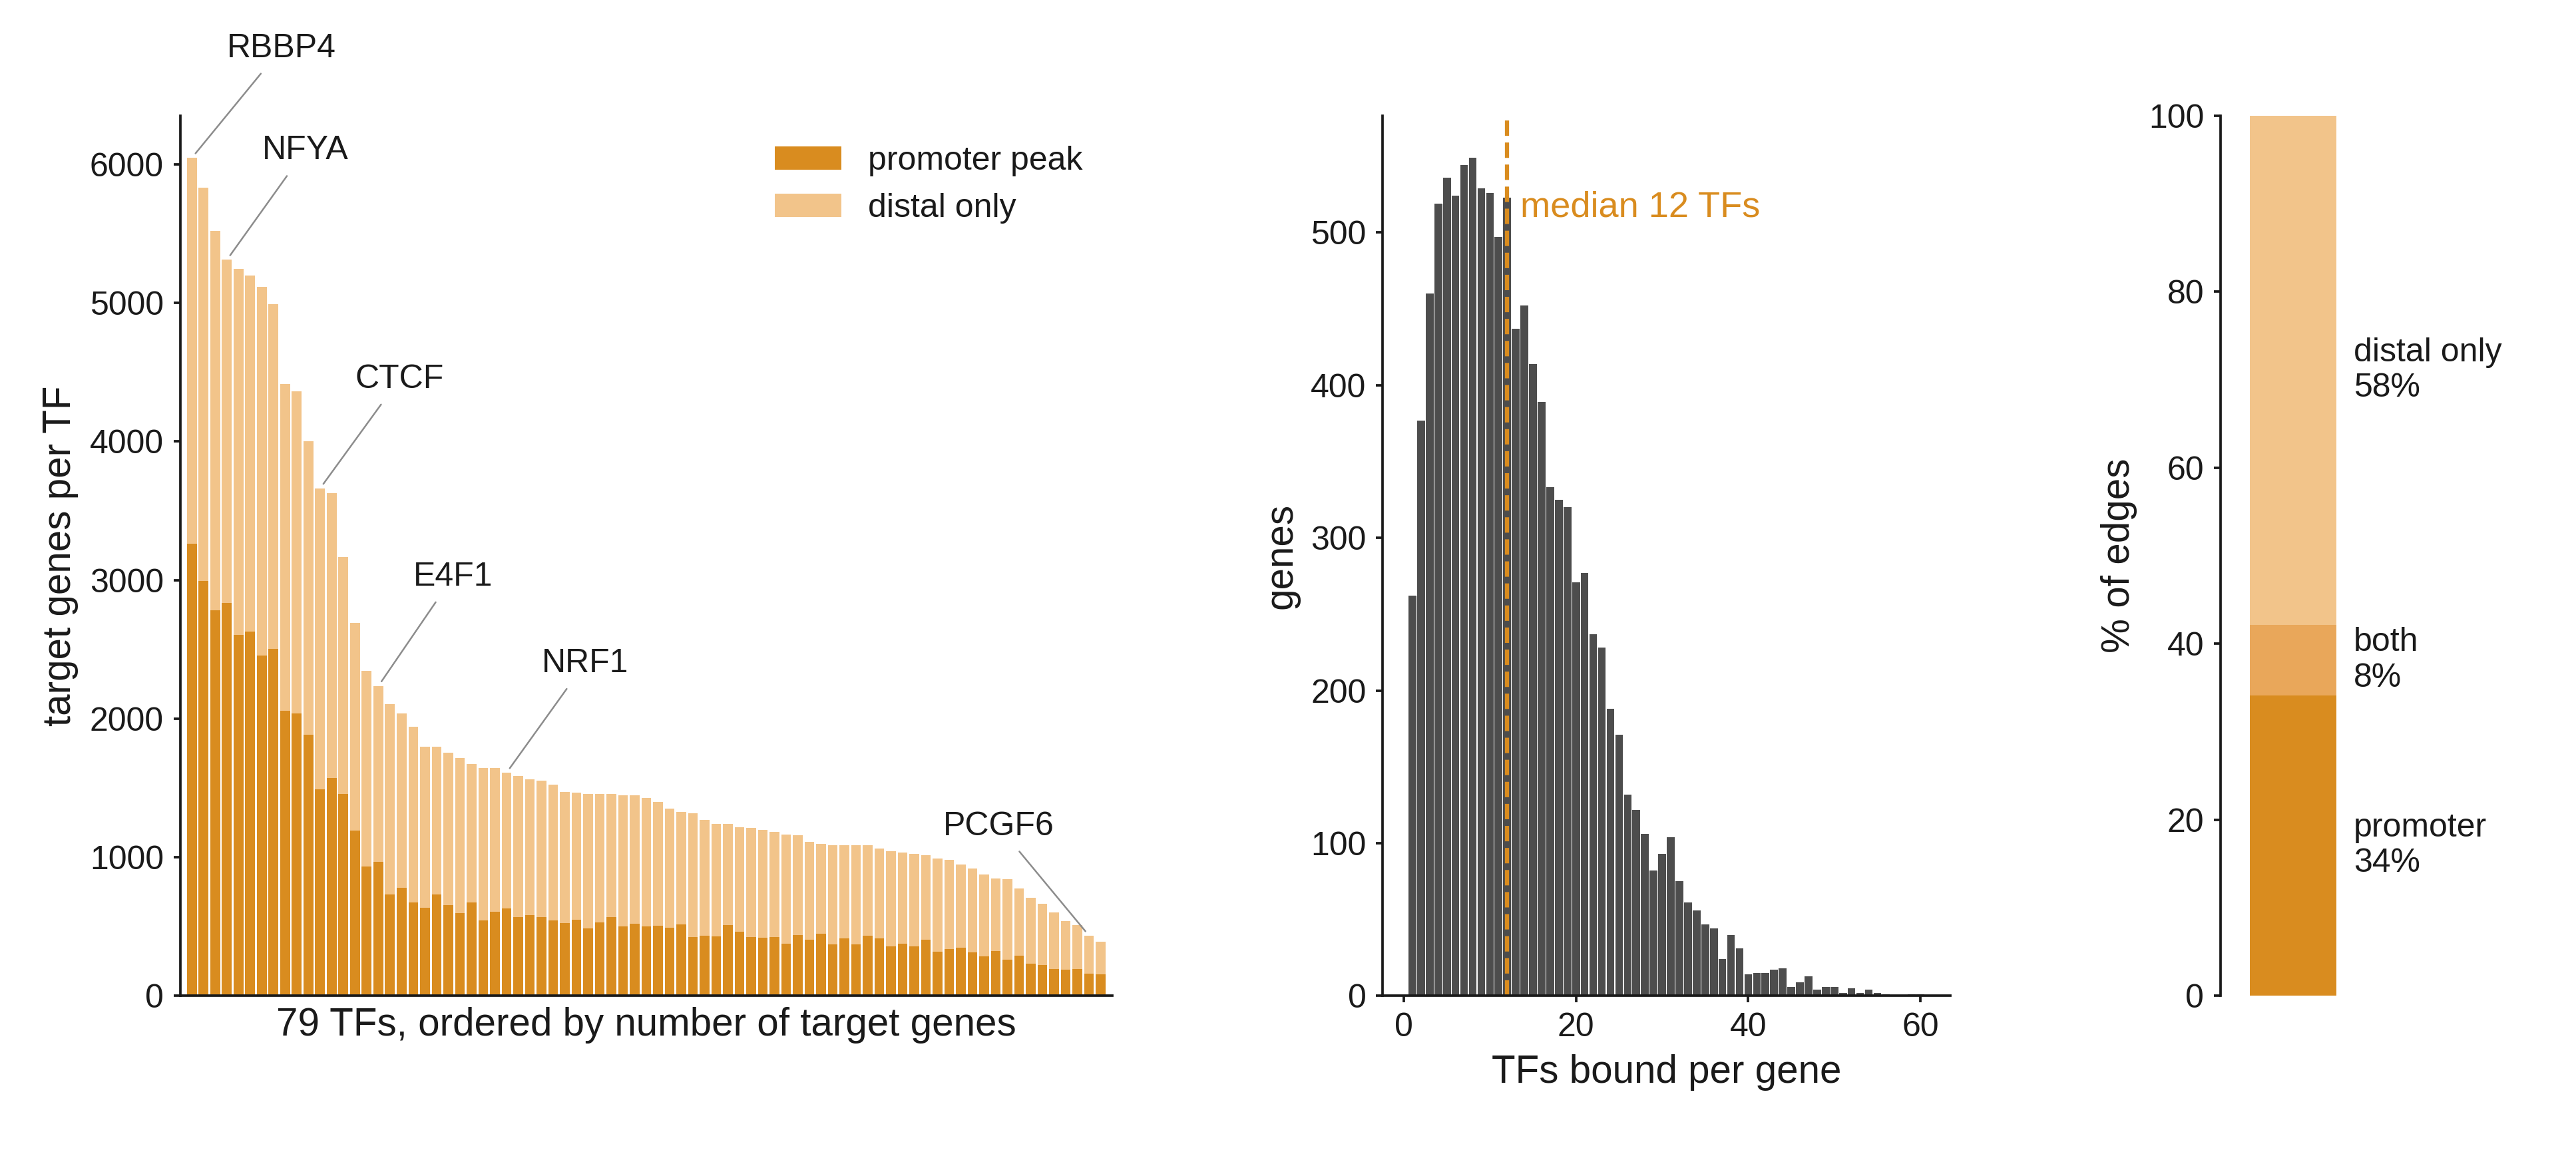 RBBP4
NFYA
CTCF
E4F1
NRF1
PCGF6
promoter peak
distal only
target genes per TF
6000
5000
4000
3000
2000
1000
0
79 TFs, ordered by number of target genes
median 12 TFs
genes
500
400
300
200
100
0
0 20 40 60
TFs bound per gene
% of edges
100
80
60
40
20
0
distal only
58%
both
8%
promoter
34%